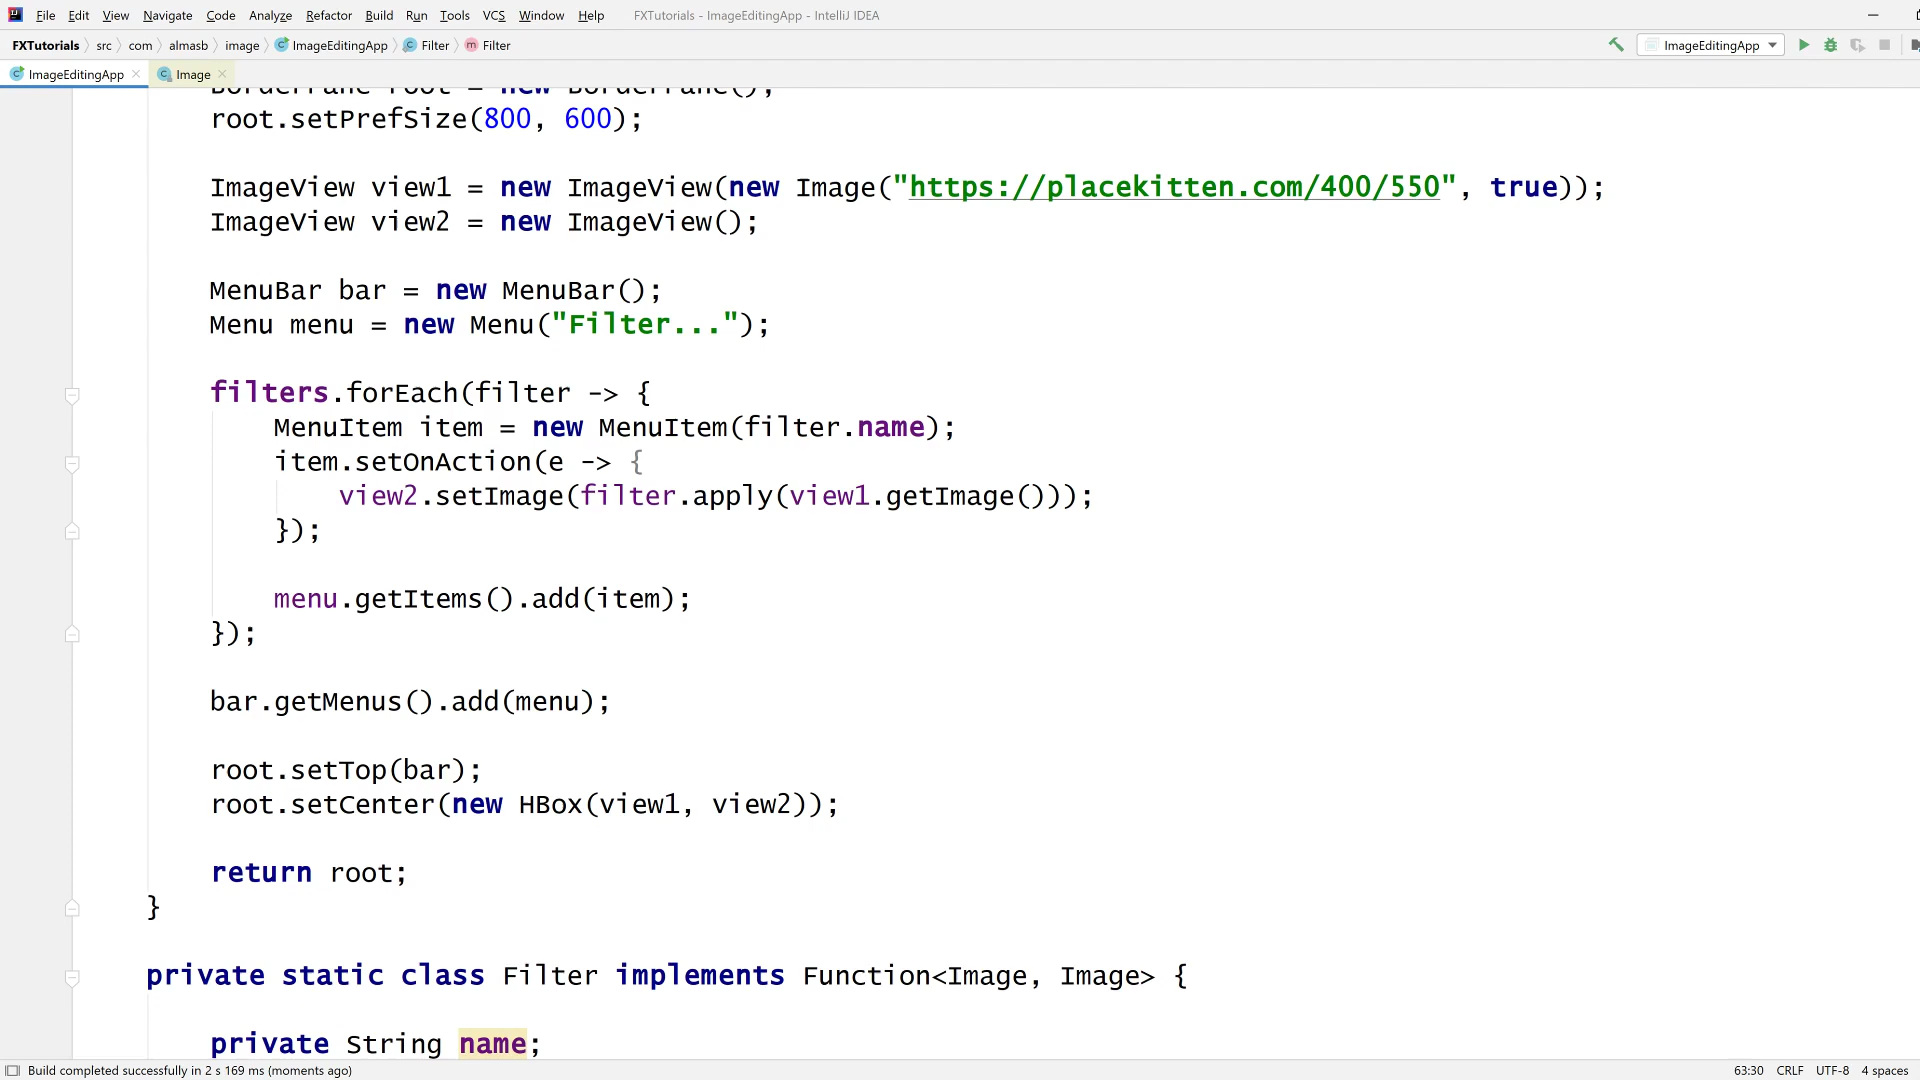 File Edit View Navigate Code Analyze Refactor Build Run Tools VCS Window Help FXTutorials - ImageEditingApp - IntelliJ IDEA
FXTutorials src com almasb image ImageEditingApp Filter Filter ImageEditingApp
ImageEditingApp Image
BorderPane root = new BorderPane();
root.setPrefSize(800, 600);
ImageView view1 = new ImageView(new Image("https://placekitten.com/400/550", true));
ImageView view2 = new ImageView();
MenuBar bar = new MenuBar();
Menu menu = new Menu("Filter...");
filters.forEach(filter -> {
MenuItem item = new MenuItem(filter.name);
item.setOnAction(e -> {
view2.setImage(filter.apply(view1.getImage()));
});
menu.getItems().add(item);
});
bar.getMenus().add(menu);
root.setTop(bar);
root.setCenter(new HBox(view1, view2));
return root;
}
private static class Filter implements Function<Image, Image> {
private String name;
Build completed successfully in 2 s 169 ms (moments ago) 63:30 CRLF UTF-8 4 spaces